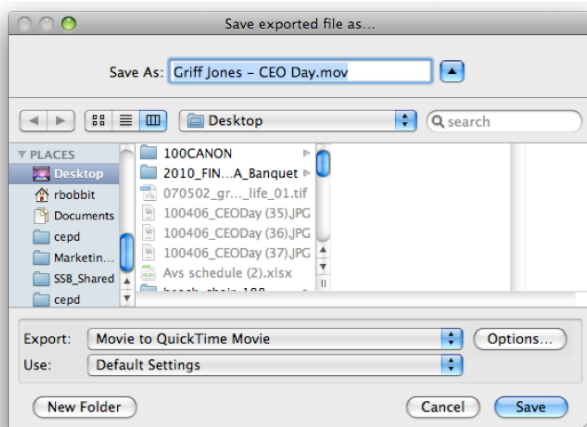 Save exported file as...
Save As: Griff Jones – CEO Day.mov
Desktop
search
PLACES
Desktop
rbobbit
Documents
cepd
Marketin...
SSB_Shared
cepd
100CANON
2010_FIN...A_Banquet
070502_gr..._life_01.tif
100406_CEODay (35).JPG
100406_CEODay (36).JPG
100406_CEODay (37).JPG
Avs schedule (2).xlsx
Export: Movie to QuickTime Movie
Options...
Use: Default Settings
New Folder
Cancel
Save